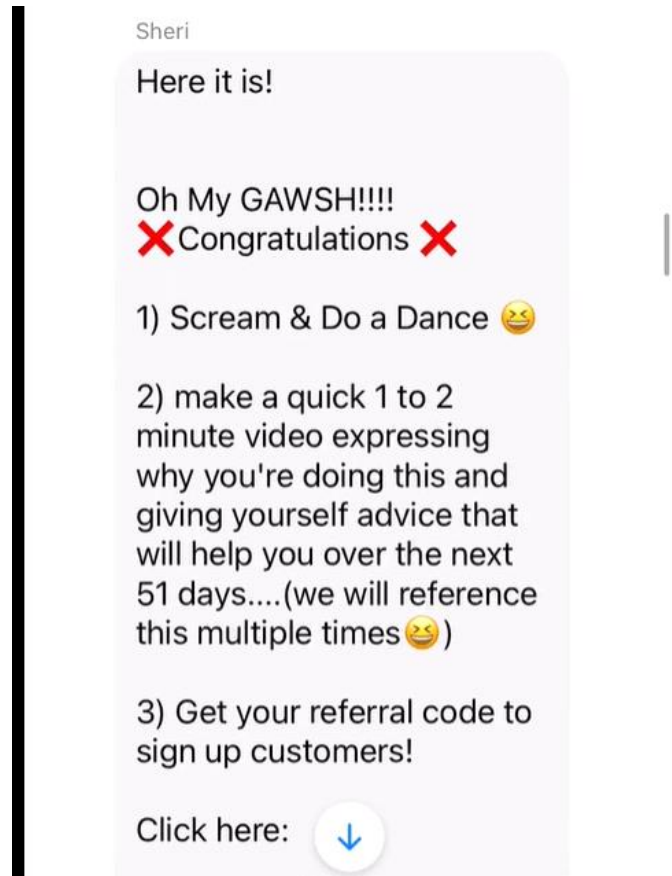 Sheri
Here it is!
Oh My GAWSH!!!!
❌Congratulations ❌
1) Scream & Do a Dance 😆
2) make a quick 1 to 2
minute video expressing
why you're doing this and
giving yourself advice that
will help you over the next
51 days....(we will reference
this multiple times😆)
3) Get your referral code to
sign up customers!
Click here: